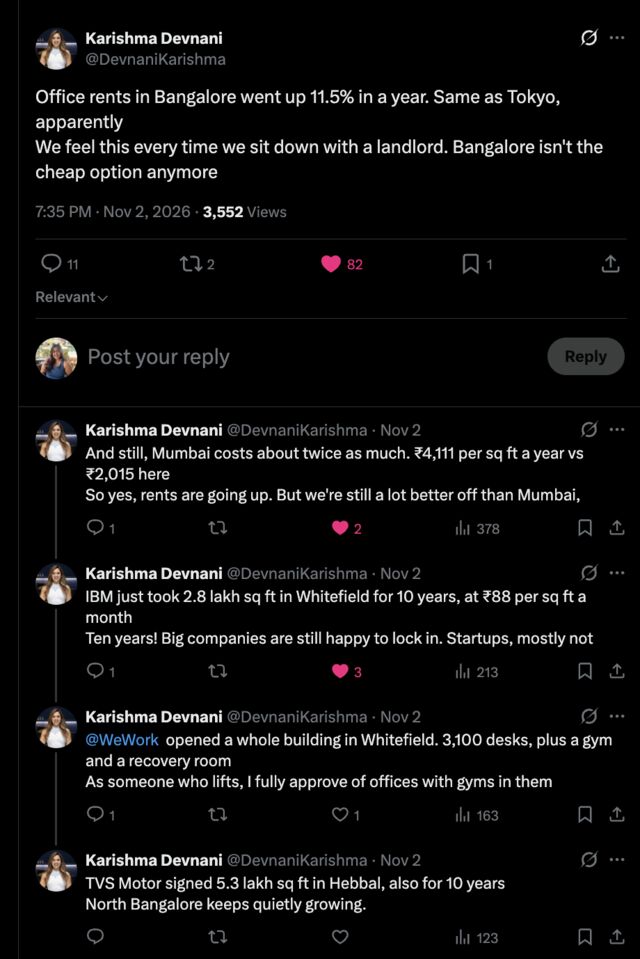 Karishma Devnani
@DevnaniKarishma
Office rents in Bangalore went up 11.5% in a year. Same as Tokyo,
apparently
We feel this every time we sit down with a landlord. Bangalore isn't the
cheap option anymore
7:35 PM · Nov 2, 2026 · 3,552 Views
11 2 82 1
Relevant
Post your reply Reply
Karishma Devnani @DevnaniKarishma · Nov 2
And still, Mumbai costs about twice as much. ₹4,111 per sq ft a year vs
₹2,015 here
So yes, rents are going up. But we're still a lot better off than Mumbai,
1 2 378
Karishma Devnani @DevnaniKarishma · Nov 2
IBM just took 2.8 lakh sq ft in Whitefield for 10 years, at ₹88 per sq ft a
month
Ten years! Big companies are still happy to lock in. Startups, mostly not
1 3 213
Karishma Devnani @DevnaniKarishma · Nov 2
@WeWork opened a whole building in Whitefield. 3,100 desks, plus a gym
and a recovery room
As someone who lifts, I fully approve of offices with gyms in them
1 1 163
Karishma Devnani @DevnaniKarishma · Nov 2
TVS Motor signed 5.3 lakh sq ft in Hebbal, also for 10 years
North Bangalore keeps quietly growing.
123